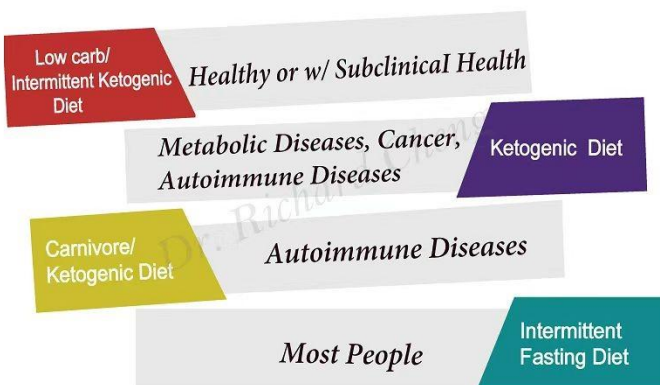 Low carb/
Intermittent Ketogenic
Diet
Healthy or w/ Subclinical Health
Metabolic Diseases, Cancer,
Autoimmune Diseases
Ketogenic Diet
Carnivore/
Ketogenic Diet
Autoimmune Diseases
Most People
Intermittent
Fasting Diet
Dr. Richard Cheng